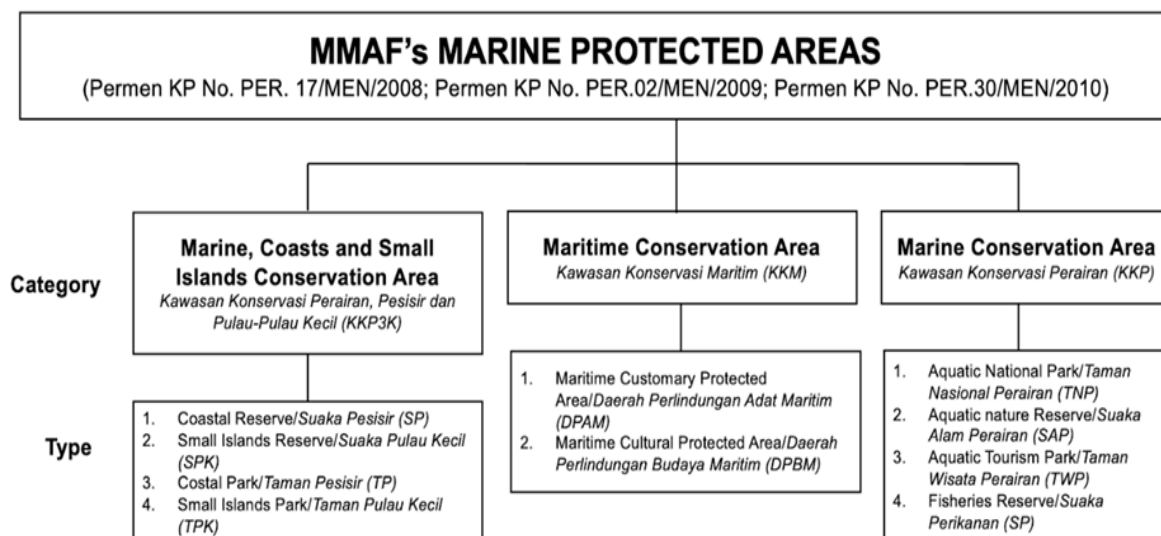 MMAF's MARINE PROTECTED AREAS
(Permen KP No. PER. 17/MEN/2008; Permen KP No. PER.02/MEN/2009; Permen KP No. PER.30/MEN/2010)
Category
Marine, Coasts and Small
Islands Conservation Area
Kawasan Konservasi Perairan, Pesisir dan
Pulau-Pulau Kecil (KKP3K)
Maritime Conservation Area
Kawasan Konservasi Maritim (KKM)
Marine Conservation Area
Kawasan Konservasi Perairan (KKP)
Type
1. Coastal Reserve/Suaka Pesisir (SP)
2. Small Islands Reserve/Suaka Pulau Kecil
(SPK)
3. Costal Park/Taman Pesisir (TP)
4. Small Islands Park/Taman Pulau Kecil
(TPK)
1. Maritime Customary Protected
Area/Daerah Perlindungan Adat Maritim
(DPAM)
2. Maritime Cultural Protected Area/Daerah
Perlindungan Budaya Maritim (DPBM)
1. Aquatic National Park/Taman
Nasional Perairan (TNP)
2. Aquatic nature Reserve/Suaka
Alam Perairan (SAP)
3. Aquatic Tourism Park/Taman
Wisata Perairan (TWP)
4. Fisheries Reserve/Suaka
Perikanan (SP)